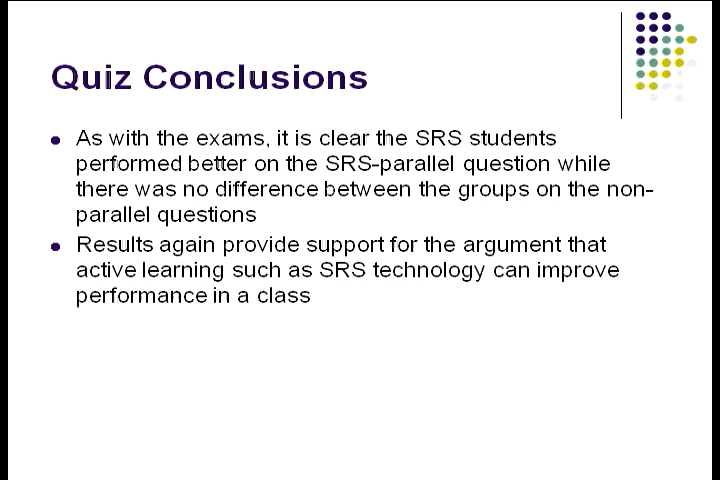 Quiz Conclusions
As with the exams, it is clear the SRS students
performed better on the SRS-parallel question while
there was no difference between the groups on the non-
parallel questions
Results again provide support for the argument that
active learning such as SRS technology can improve
performance in a class